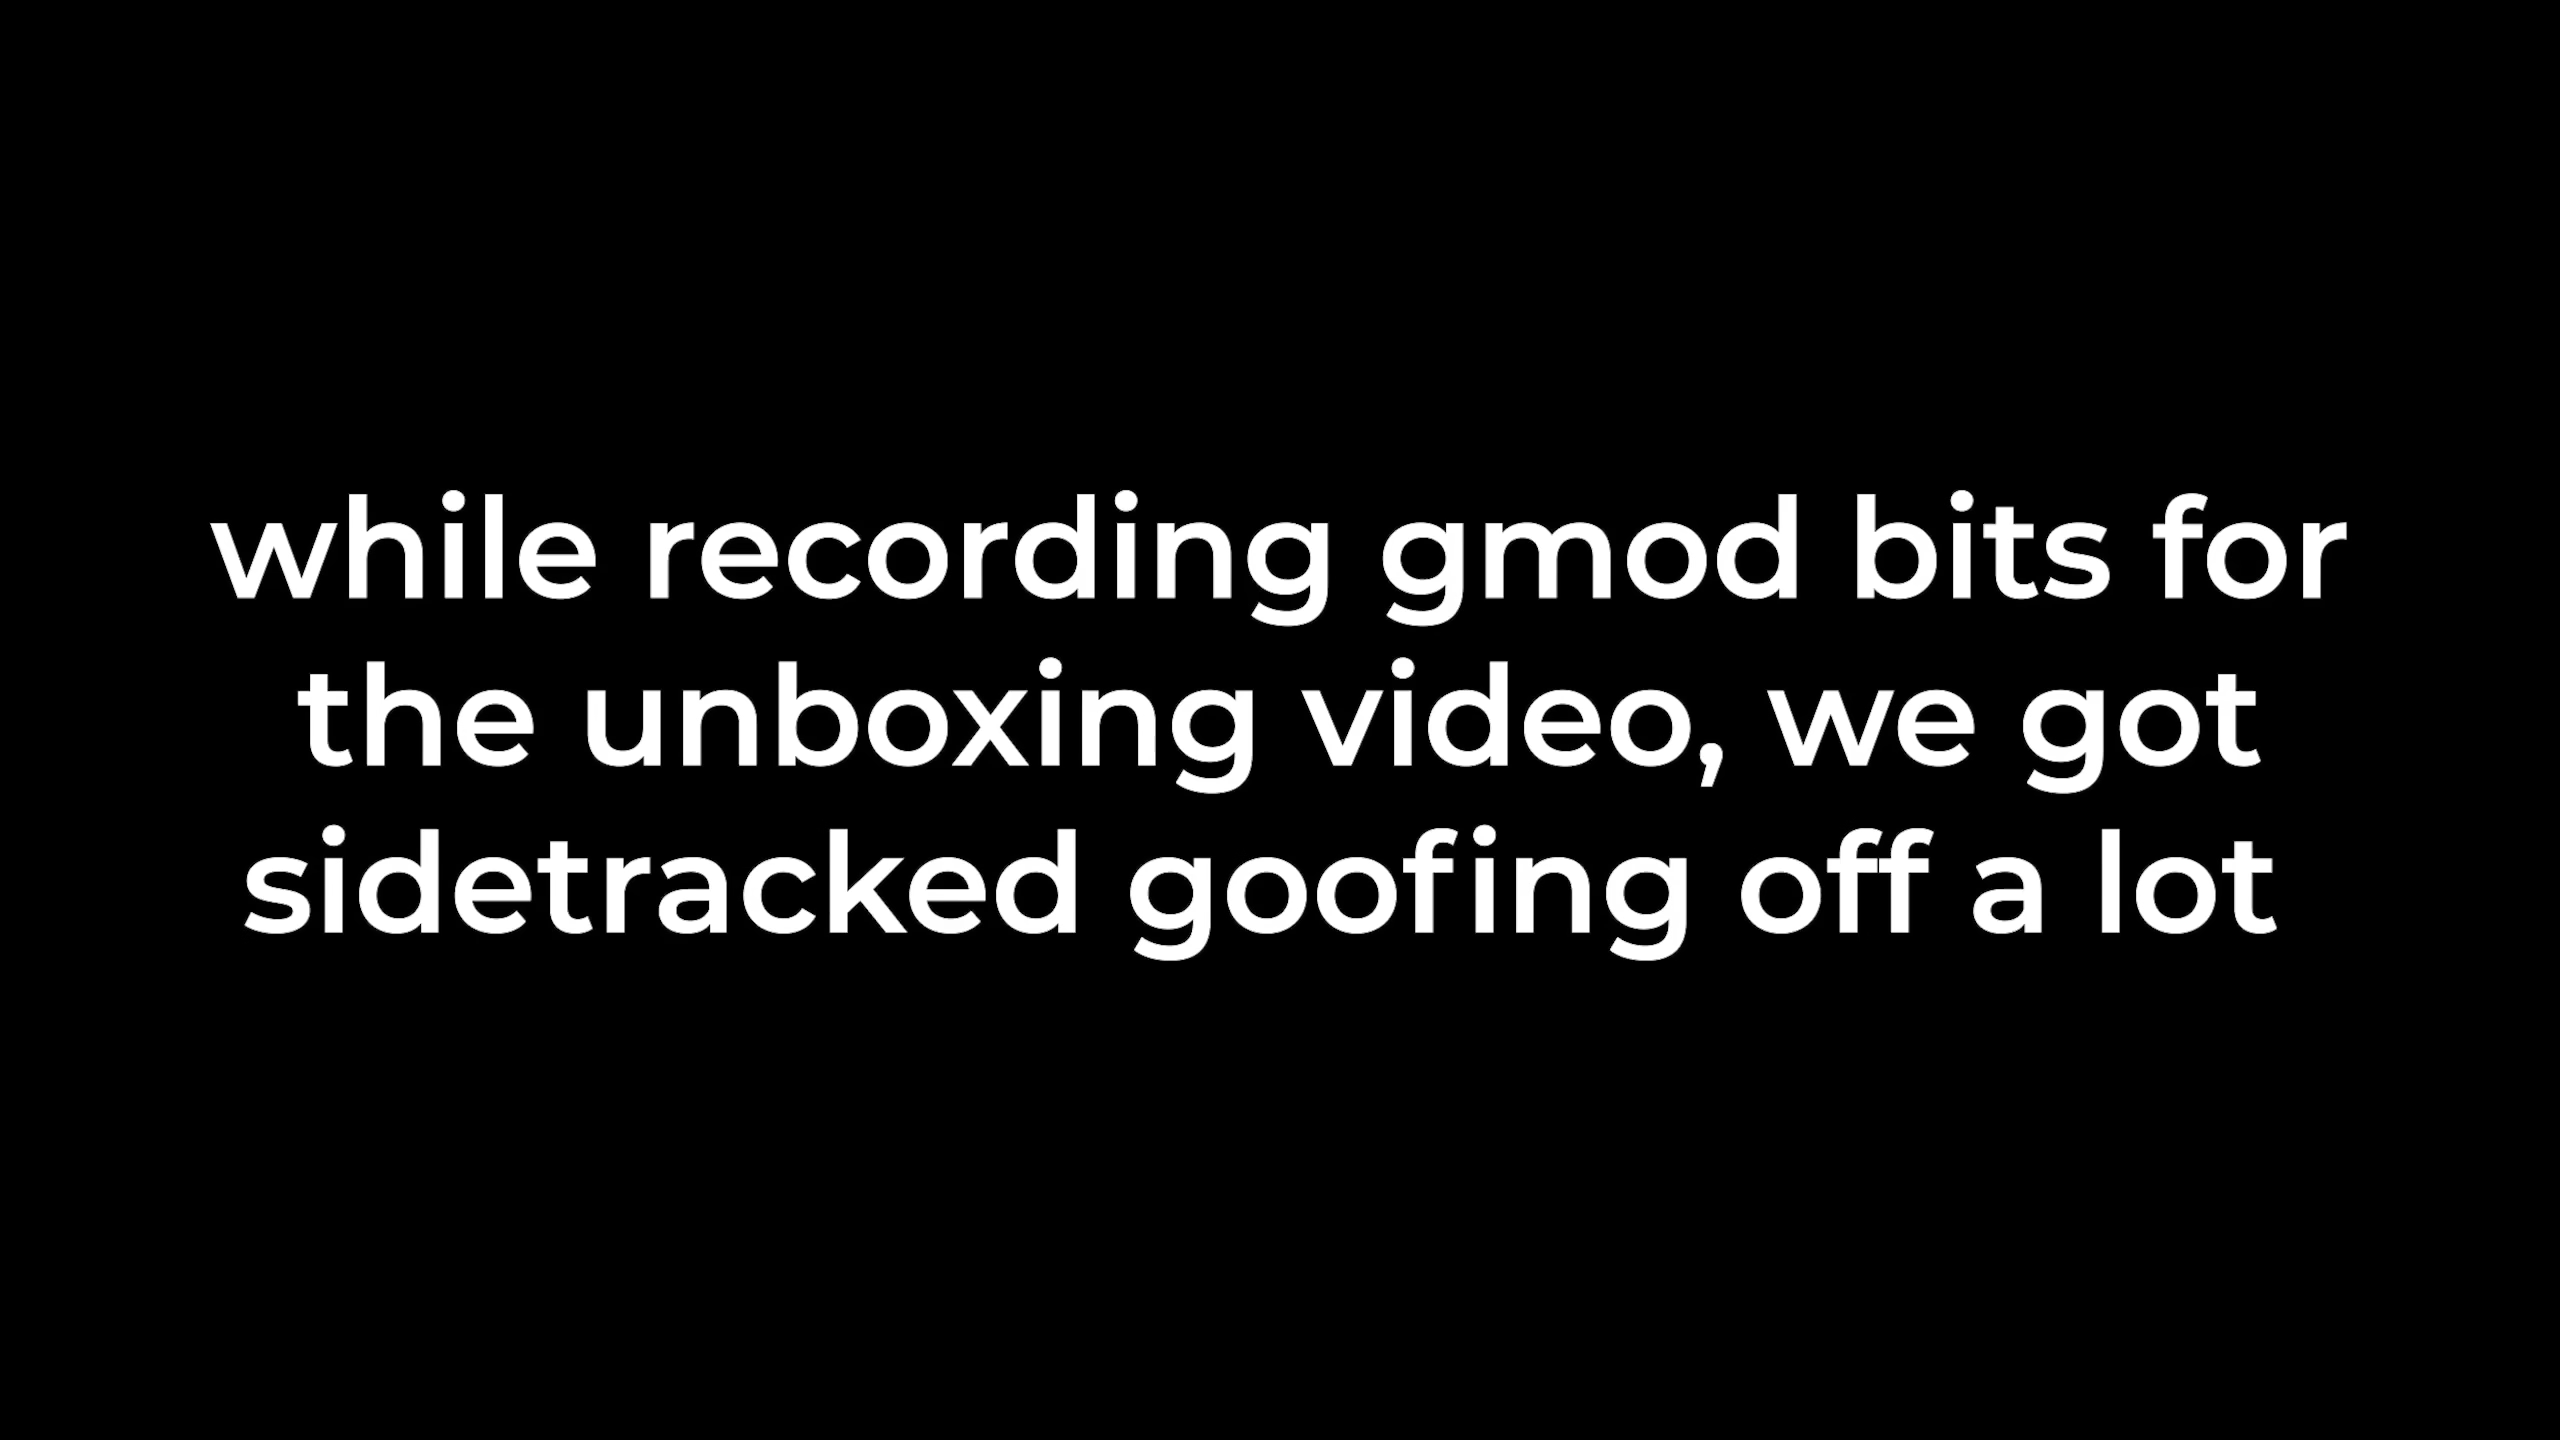 while recording gmod bits for
the unboxing video, we got
sidetracked goofing off a lot